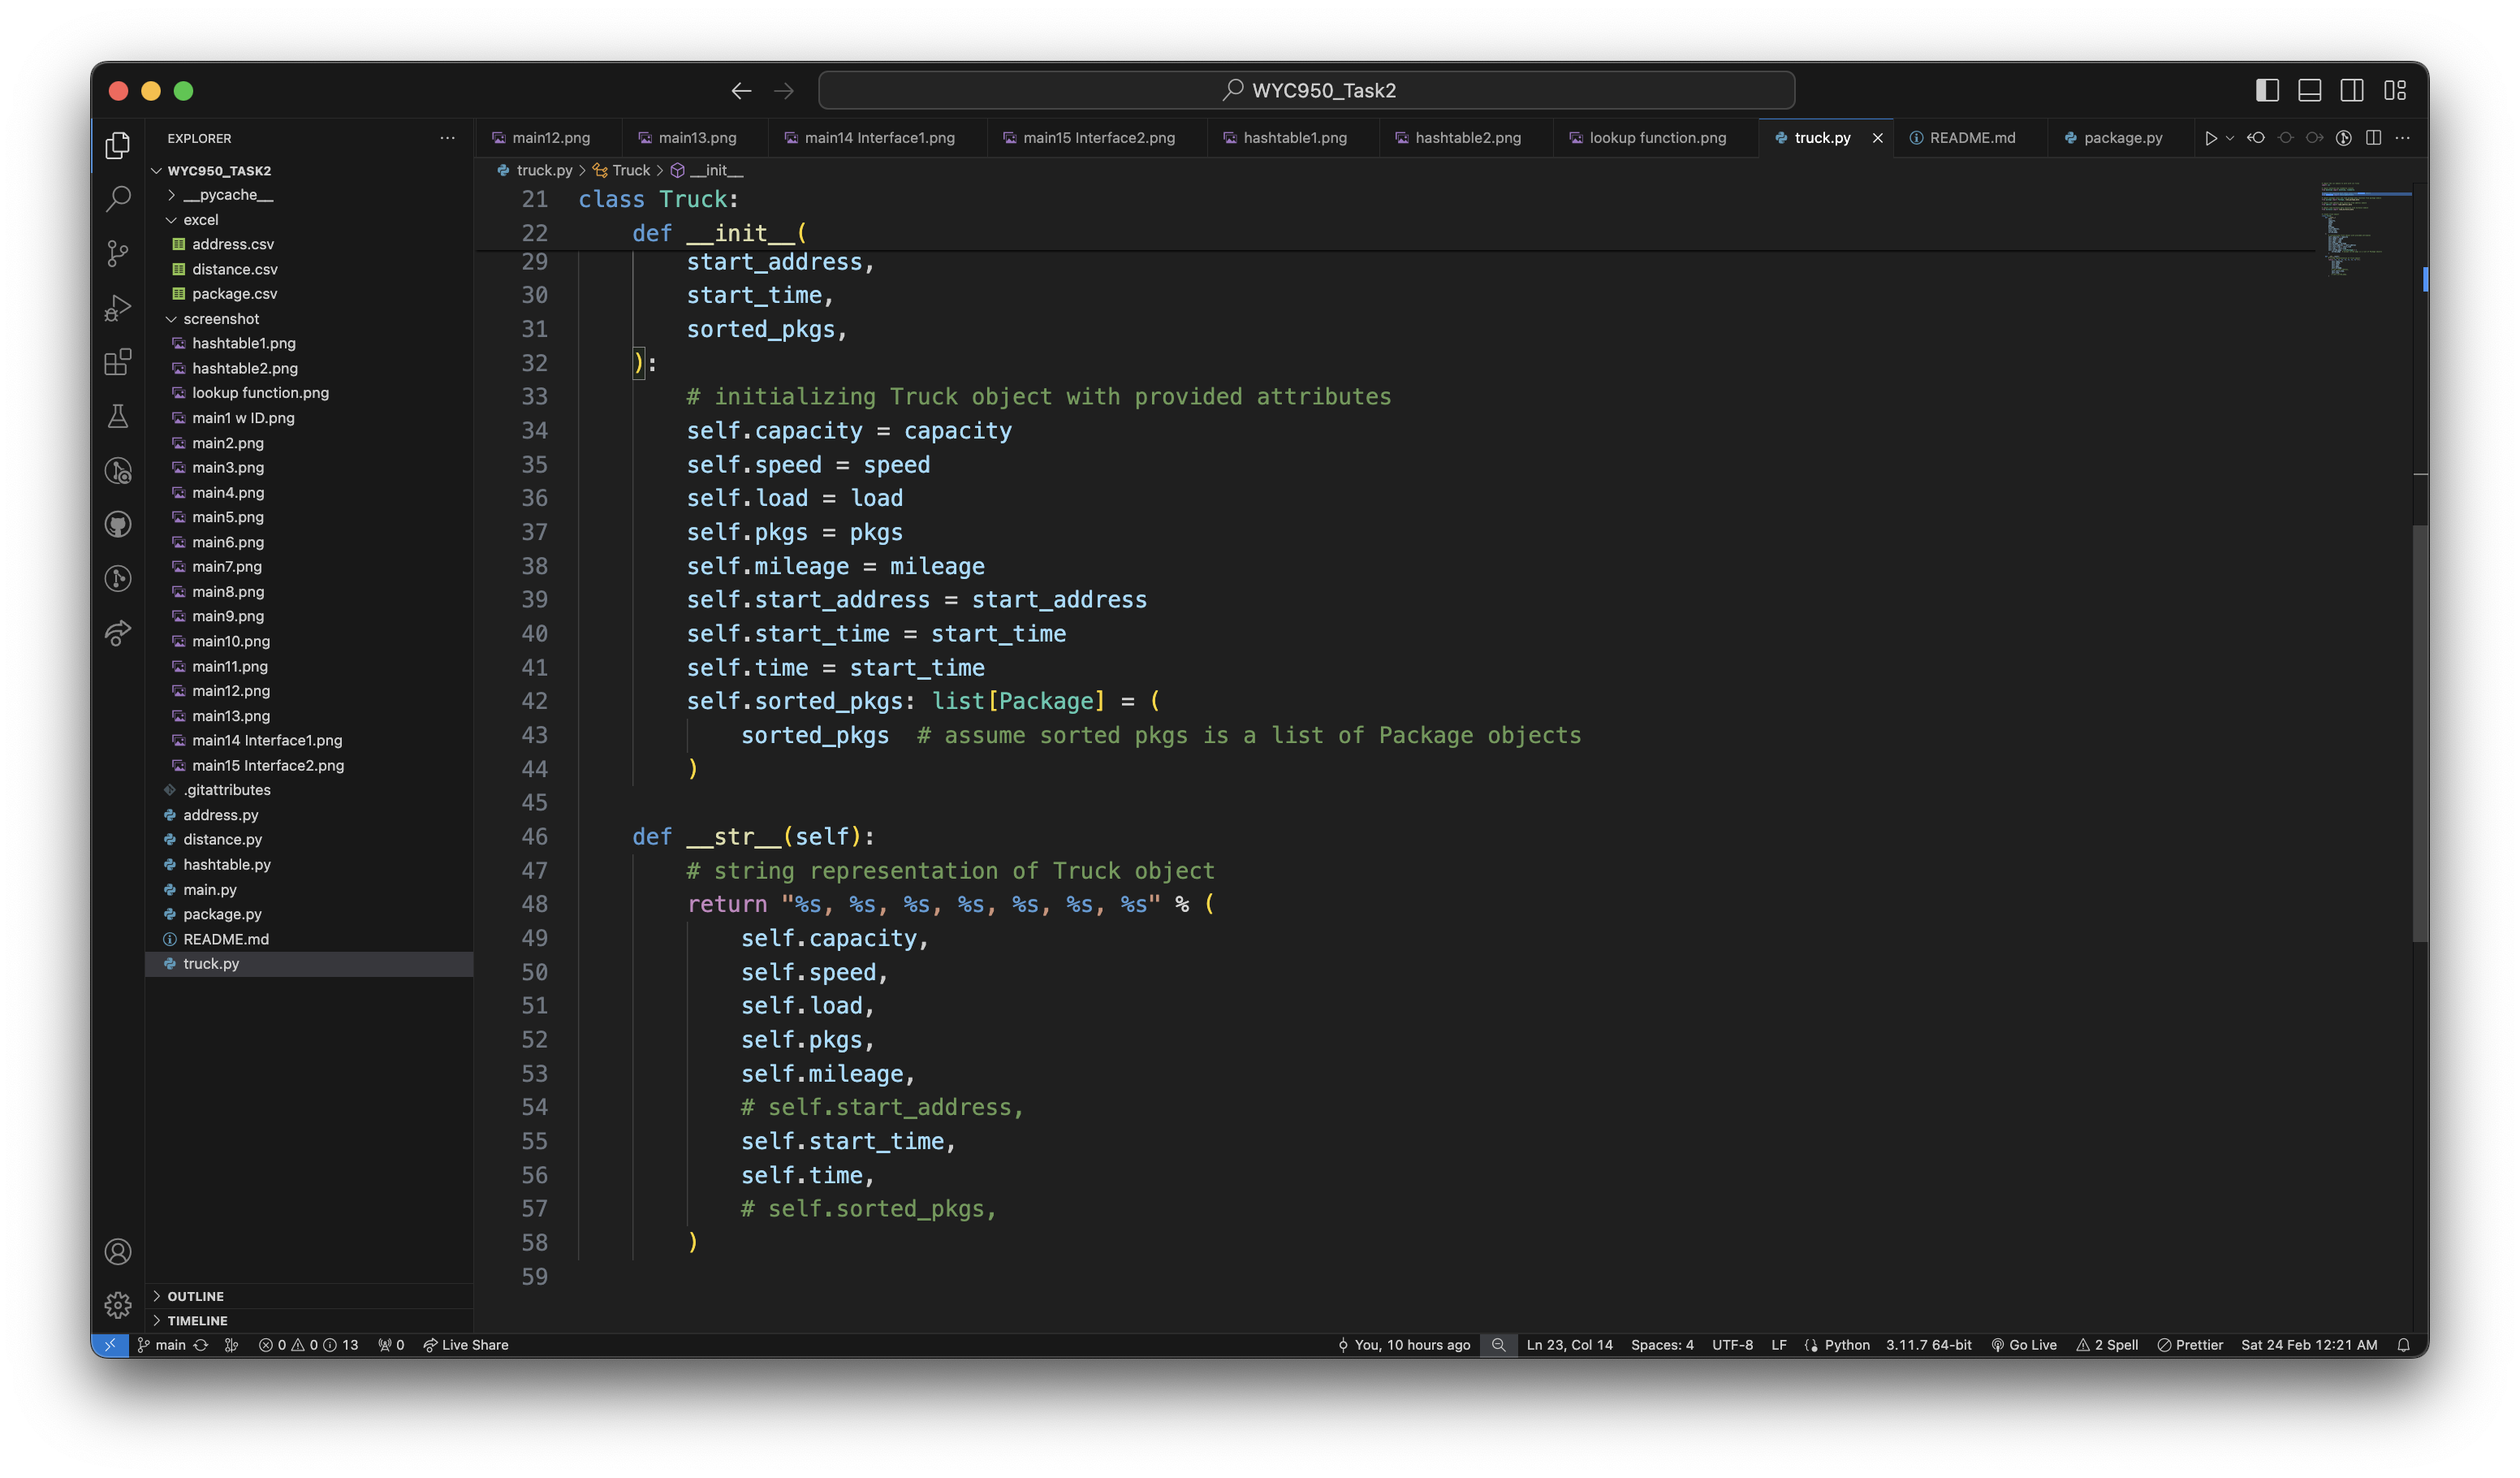 WYC950_Task2
EXPLORER
WYC950_TASK2
__pycache__
excel
address.csv
distance.csv
package.csv
screenshot
hashtable1.png
hashtable2.png
lookup function.png
main1 w ID.png
main2.png
main3.png
main4.png
main5.png
main6.png
main7.png
main8.png
main9.png
main10.png
main11.png
main12.png
main13.png
main14 Interface1.png
main15 Interface2.png
.gitattributes
address.py
distance.py
hashtable.py
main.py
package.py
README.md
truck.py
OUTLINE
TIMELINE
main12.png main13.png main14 Interface1.png main15 Interface2.png hashtable1.png hashtable2.png lookup function.png truck.py README.md package.py
truck.py > Truck > __init__
21 class Truck:
22     def __init__(
29         start_address,
30         start_time,
31         sorted_pkgs,
32     ):
33         # initializing Truck object with provided attributes
34         self.capacity = capacity
35         self.speed = speed
36         self.load = load
37         self.pkgs = pkgs
38         self.mileage = mileage
39         self.start_address = start_address
40         self.start_time = start_time
41         self.time = start_time
42         self.sorted_pkgs: list[Package] = (
43             sorted_pkgs  # assume sorted pkgs is a list of Package objects
44         )
45
46     def __str__(self):
47         # string representation of Truck object
48         return "%s, %s, %s, %s, %s, %s, %s" % (
49             self.capacity,
50             self.speed,
51             self.load,
52             self.pkgs,
53             self.mileage,
54             # self.start_address,
55             self.start_time,
56             self.time,
57             # self.sorted_pkgs,
58         )
59
main 0 0 13 0 Live Share You, 10 hours ago Ln 23, Col 14 Spaces: 4 UTF-8 LF Python 3.11.7 64-bit Go Live 2 Spell Prettier Sat 24 Feb 12:21 AM